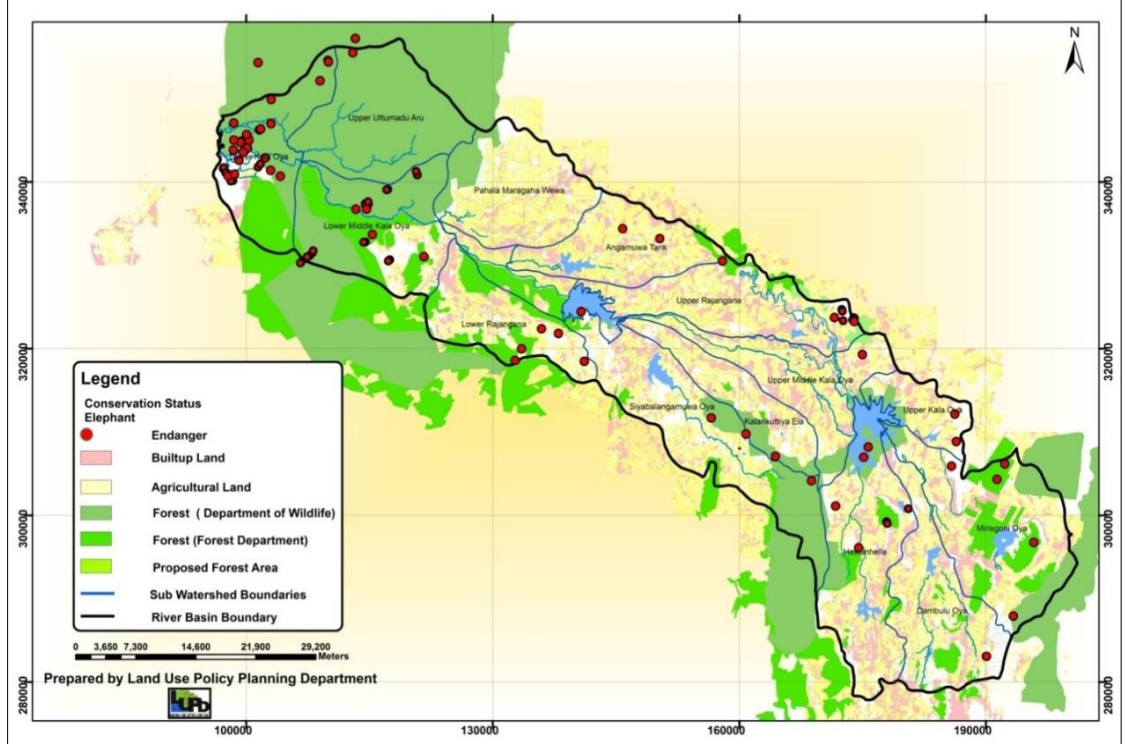 N
Upper Uttumadu Aru
Oya
Pahala Maragaha Wewa
Lower Middle Kala Oya
Angamuwa Tank
Upper Rajangana
Lower Rajangana
Upper Middle Kala Oya
Siyabalangamuwa Oya
Kalankuttiya Ela
Upper Kala Oya
Mirisgoni Oya
Hewanhella
Dambulu Oya
340000
320000
300000
280000
340000
320000
300000
280000
Legend
Conservation Status
Elephant
Endanger
Builtup Land
Agricultural Land
Forest ( Department of Wildlife)
Forest (Forest Department)
Proposed Forest Area
Sub Watershed Boundaries
River Basin Boundary
0 3,650 7,300 14,600 21,900 29,200
Meters
Prepared by Land Use Policy Planning Department
LUPD
100000 130000 160000 190000